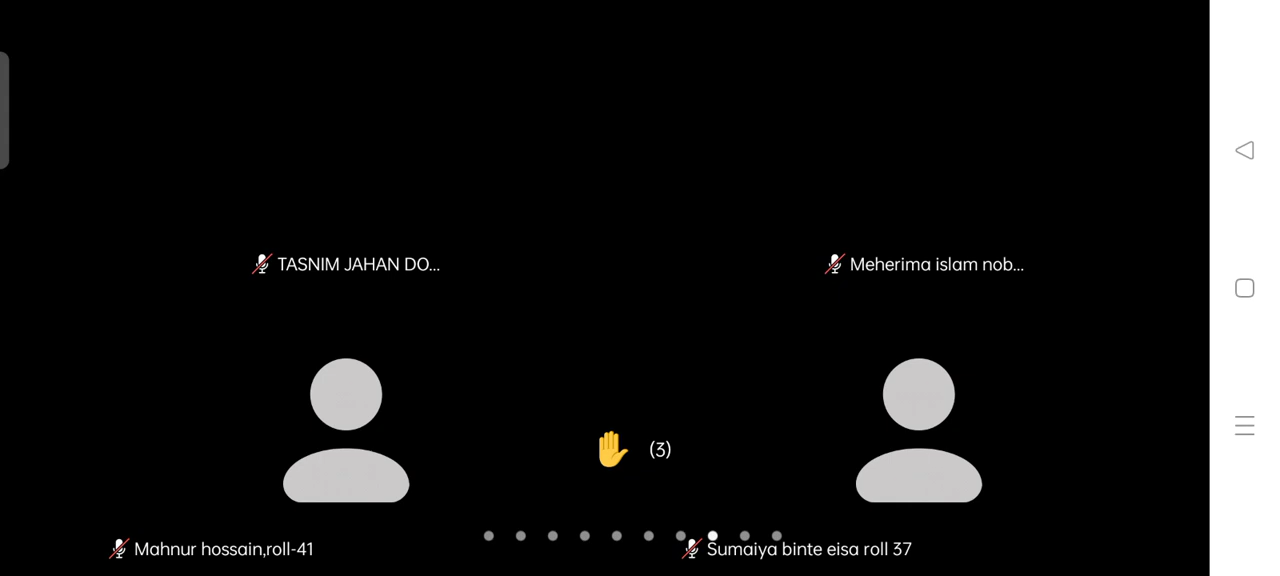 TASNIM JAHAN DO...
Meherima islam nob...
(3)
Mahnur hossain,roll-41
Sumaiya binte eisa roll 37